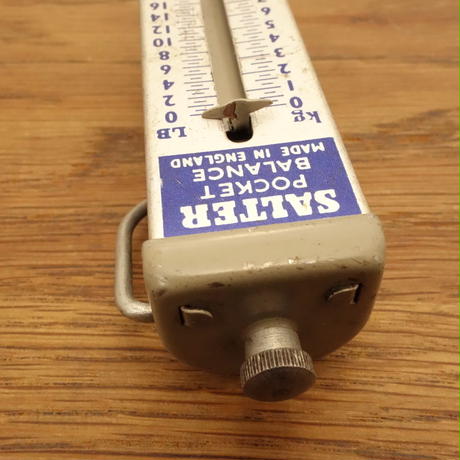 SALTER
POCKET
BALANCE
MADE IN ENGLAND
Kg LB
0 0
1 2
2 4
3 6
4 8
5 10
6 12
7 14
16